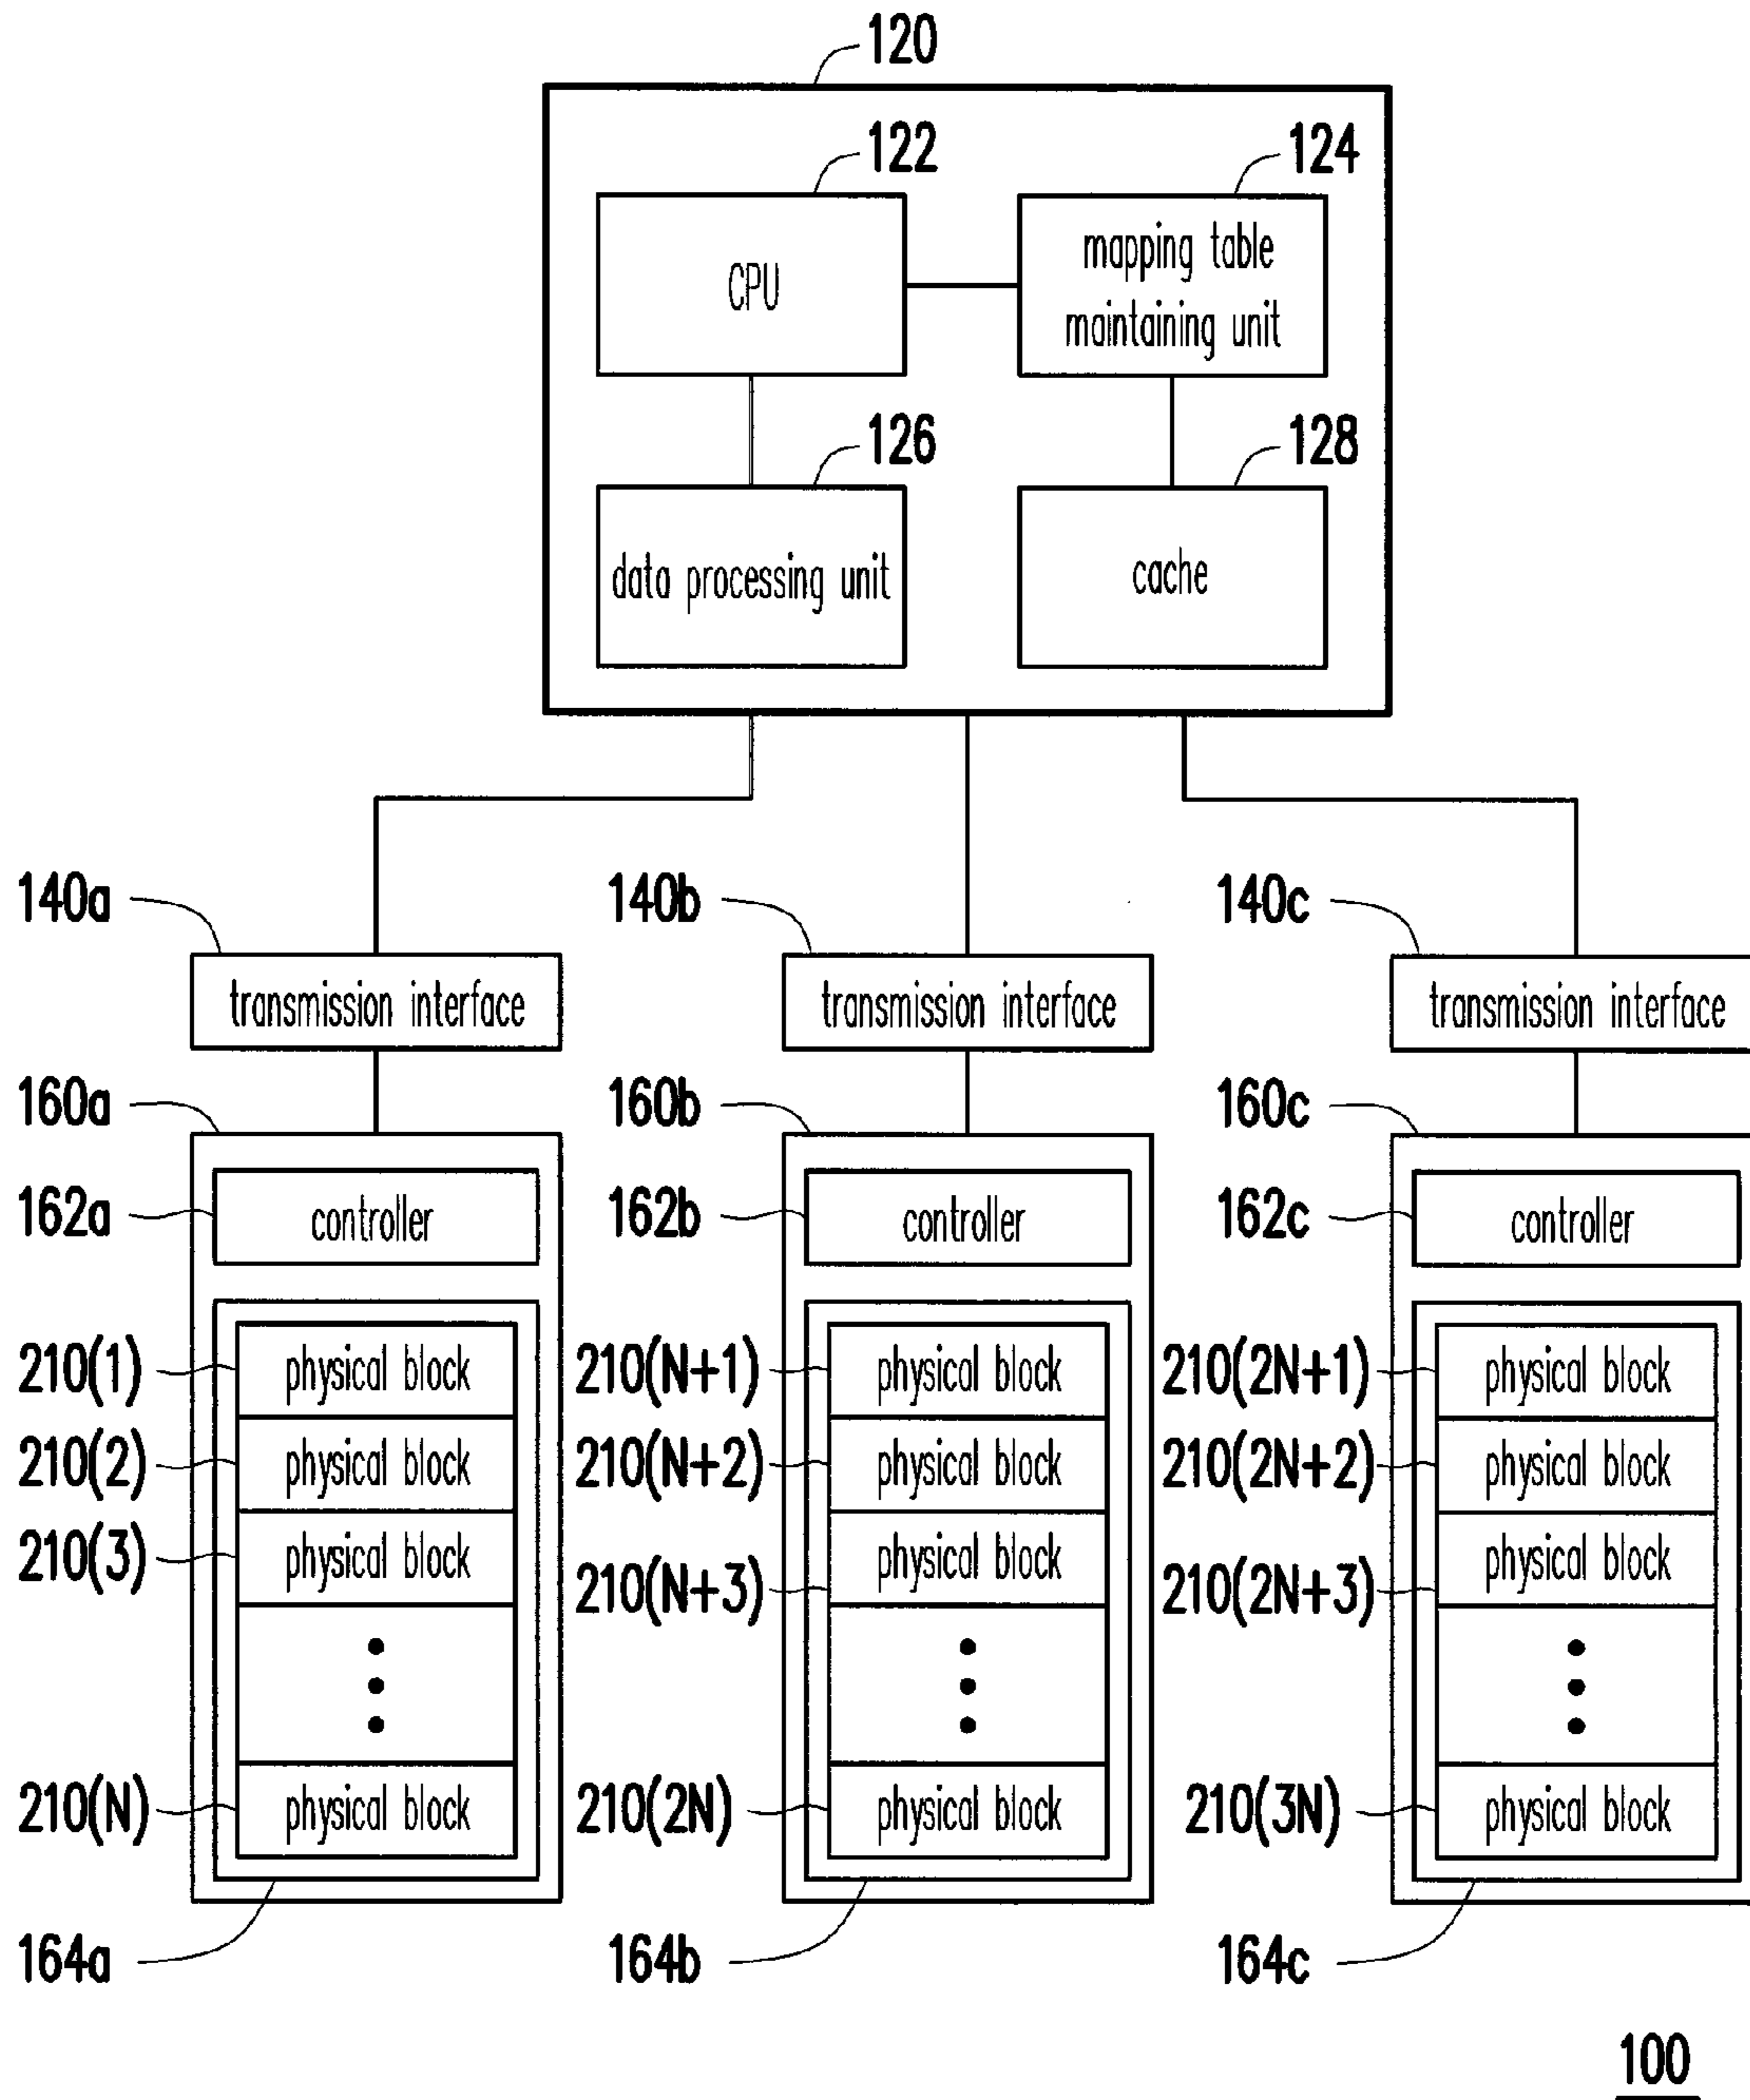 120
122
124
CPU
mapping table
maintaining unit
126
128
data processing unit
cache
140a
140b
140c
transmission interface
transmission interface
transmission interface
160a
160b
160c
162a
controller
162b
controller
162c
controller
210(1)
physical block
210(N+1)
physical block
210(2N+1)
physical block
210(2)
physical block
210(N+2)
physical block
210(2N+2)
physical block
210(3)
physical block
210(N+3)
physical block
210(2N+3)
physical block
210(N)
physical block
210(2N)
physical block
210(3N)
physical block
164a
164b
164c
100